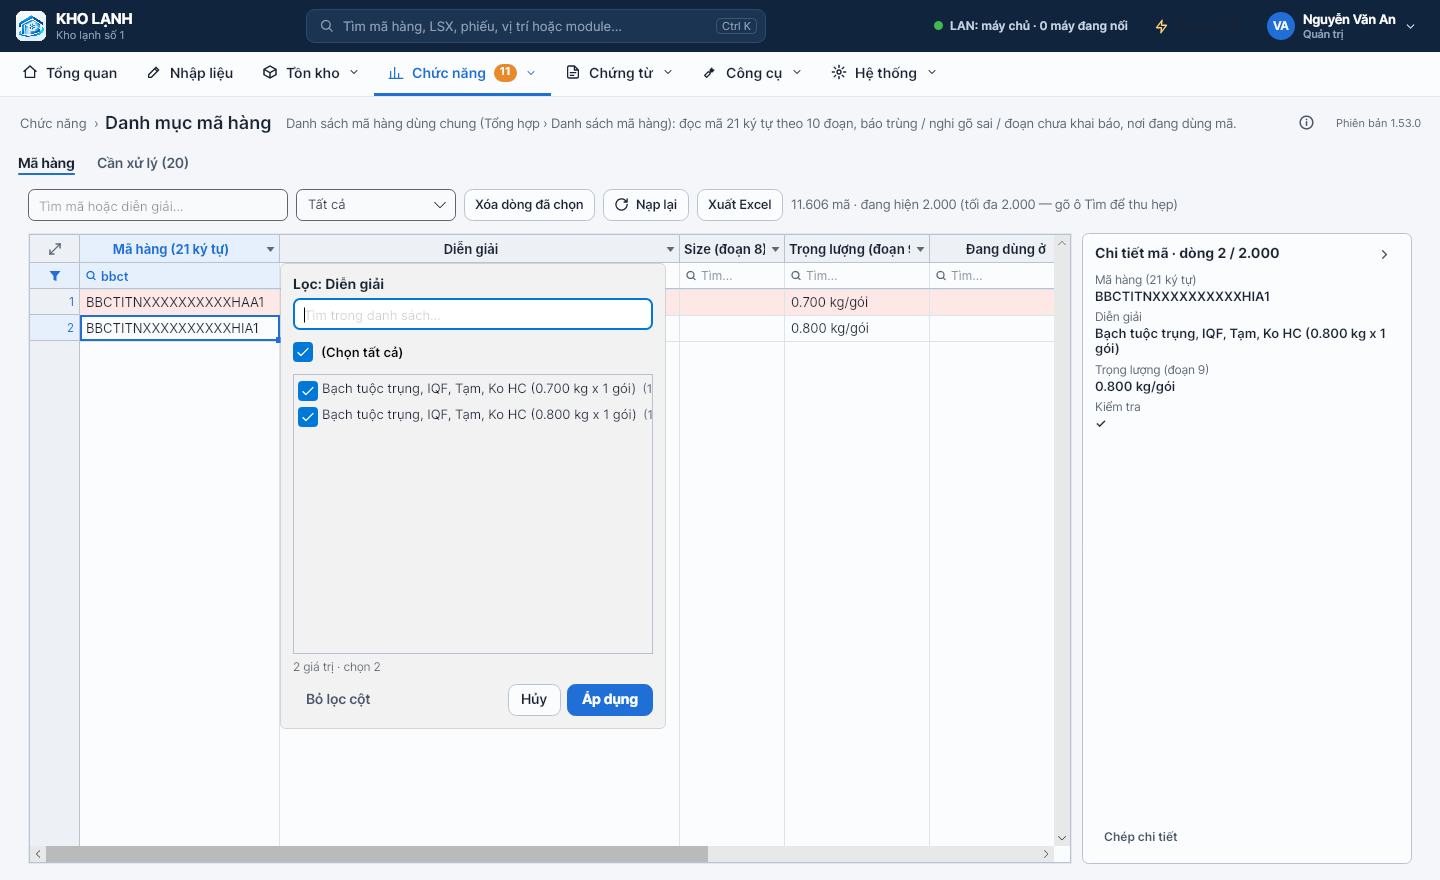 KHO LẠNH
Kho lạnh số 1
Tìm mã hàng, LSX, phiếu, vị trí hoặc module...
Ctrl K
LAN: máy chủ · 0 máy đang nối
VA
Nguyễn Văn An
Quản trị
Tổng quan
Nhập liệu
Tồn kho
Chức năng
11
Chứng từ
Công cụ
Hệ thống
Chức năng › Danh mục mã hàng
Danh sách mã hàng dùng chung (Tổng hợp › Danh sách mã hàng): đọc mã 21 ký tự theo 10 đoạn, báo trùng / nghi gõ sai / đoạn chưa khai báo, nơi đang dùng mã.
Phiên bản 1.53.0
Mã hàng
Cần xử lý (20)
Tìm mã hoặc diễn giải...
Tất cả
Xóa dòng đã chọn
Nạp lại
Xuất Excel
11.606 mã · đang hiện 2.000 (tối đa 2.000 — gõ ô Tìm để thu hẹp)
Mã hàng (21 ký tự)
Diễn giải
Size (đoạn 8)
Trọng lượng (đoạn 9
Đang dùng ở
bbct
Tìm...
Tìm...
Tìm...
1
BBCTITNXXXXXXXXXXHAA1
0.700 kg/gói
2
BBCTITNXXXXXXXXXXHIA1
0.800 kg/gói
Lọc: Diễn giải
Tìm trong danh sách...
(Chọn tất cả)
Bạch tuộc trụng, IQF, Tạm, Ko HC (0.700 kg x 1 gói) (1
Bạch tuộc trụng, IQF, Tạm, Ko HC (0.800 kg x 1 gói) (1
2 giá trị · chọn 2
Bỏ lọc cột
Hủy
Áp dụng
Chi tiết mã · dòng 2 / 2.000
Mã hàng (21 ký tự)
BBCTITNXXXXXXXXXXHIA1
Diễn giải
Bạch tuộc trụng, IQF, Tạm, Ko HC (0.800 kg x 1
gói)
Trọng lượng (đoạn 9)
0.800 kg/gói
Kiểm tra
✓
Chép chi tiết